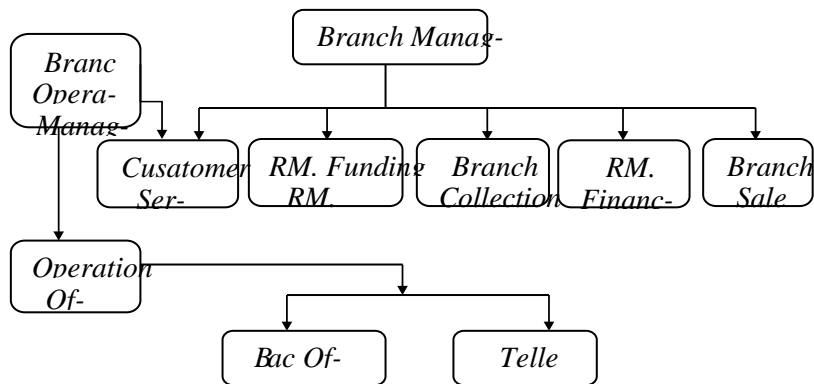 Branch Manag-
Branc
Opera-
Manag-
Cusatomer
Ser-
RM. Funding
RM.
Branch
Collection
RM.
Financ-
Branch
Sale
Operation
Of-
Bac Of-
Telle